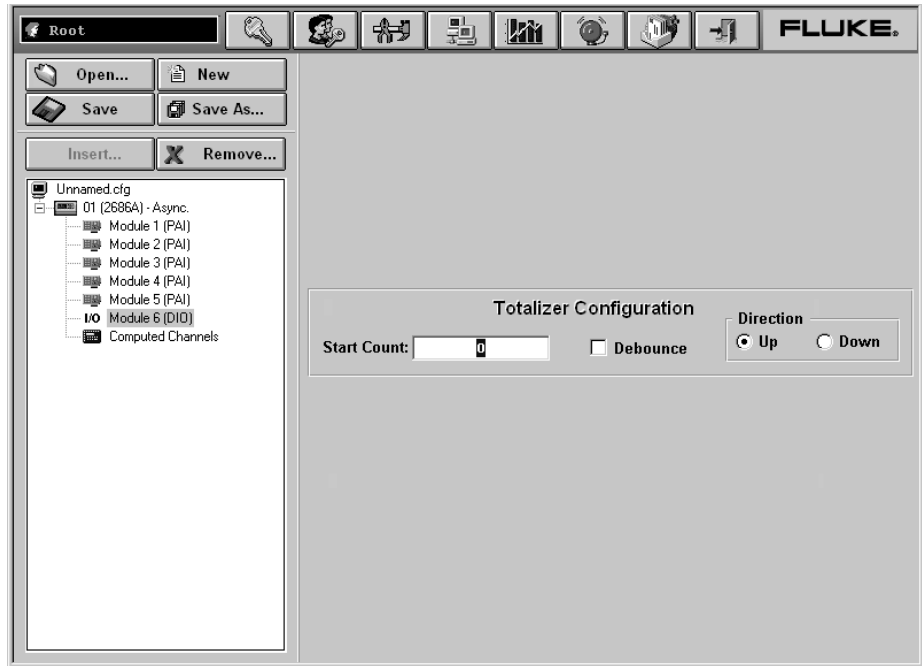 Root
FLUKE®
Open...
New
Save
Save As...
Insert...
Remove...
Unnamed.cfg
01 (2686A) - Async.
Module 1 (PAI)
Module 2 (PAI)
Module 3 (PAI)
Module 4 (PAI)
Module 5 (PAI)
I/O Module 6 (DIO)
Computed Channels
Totalizer Configuration
Start Count: 0
Debounce
Direction
Up
Down